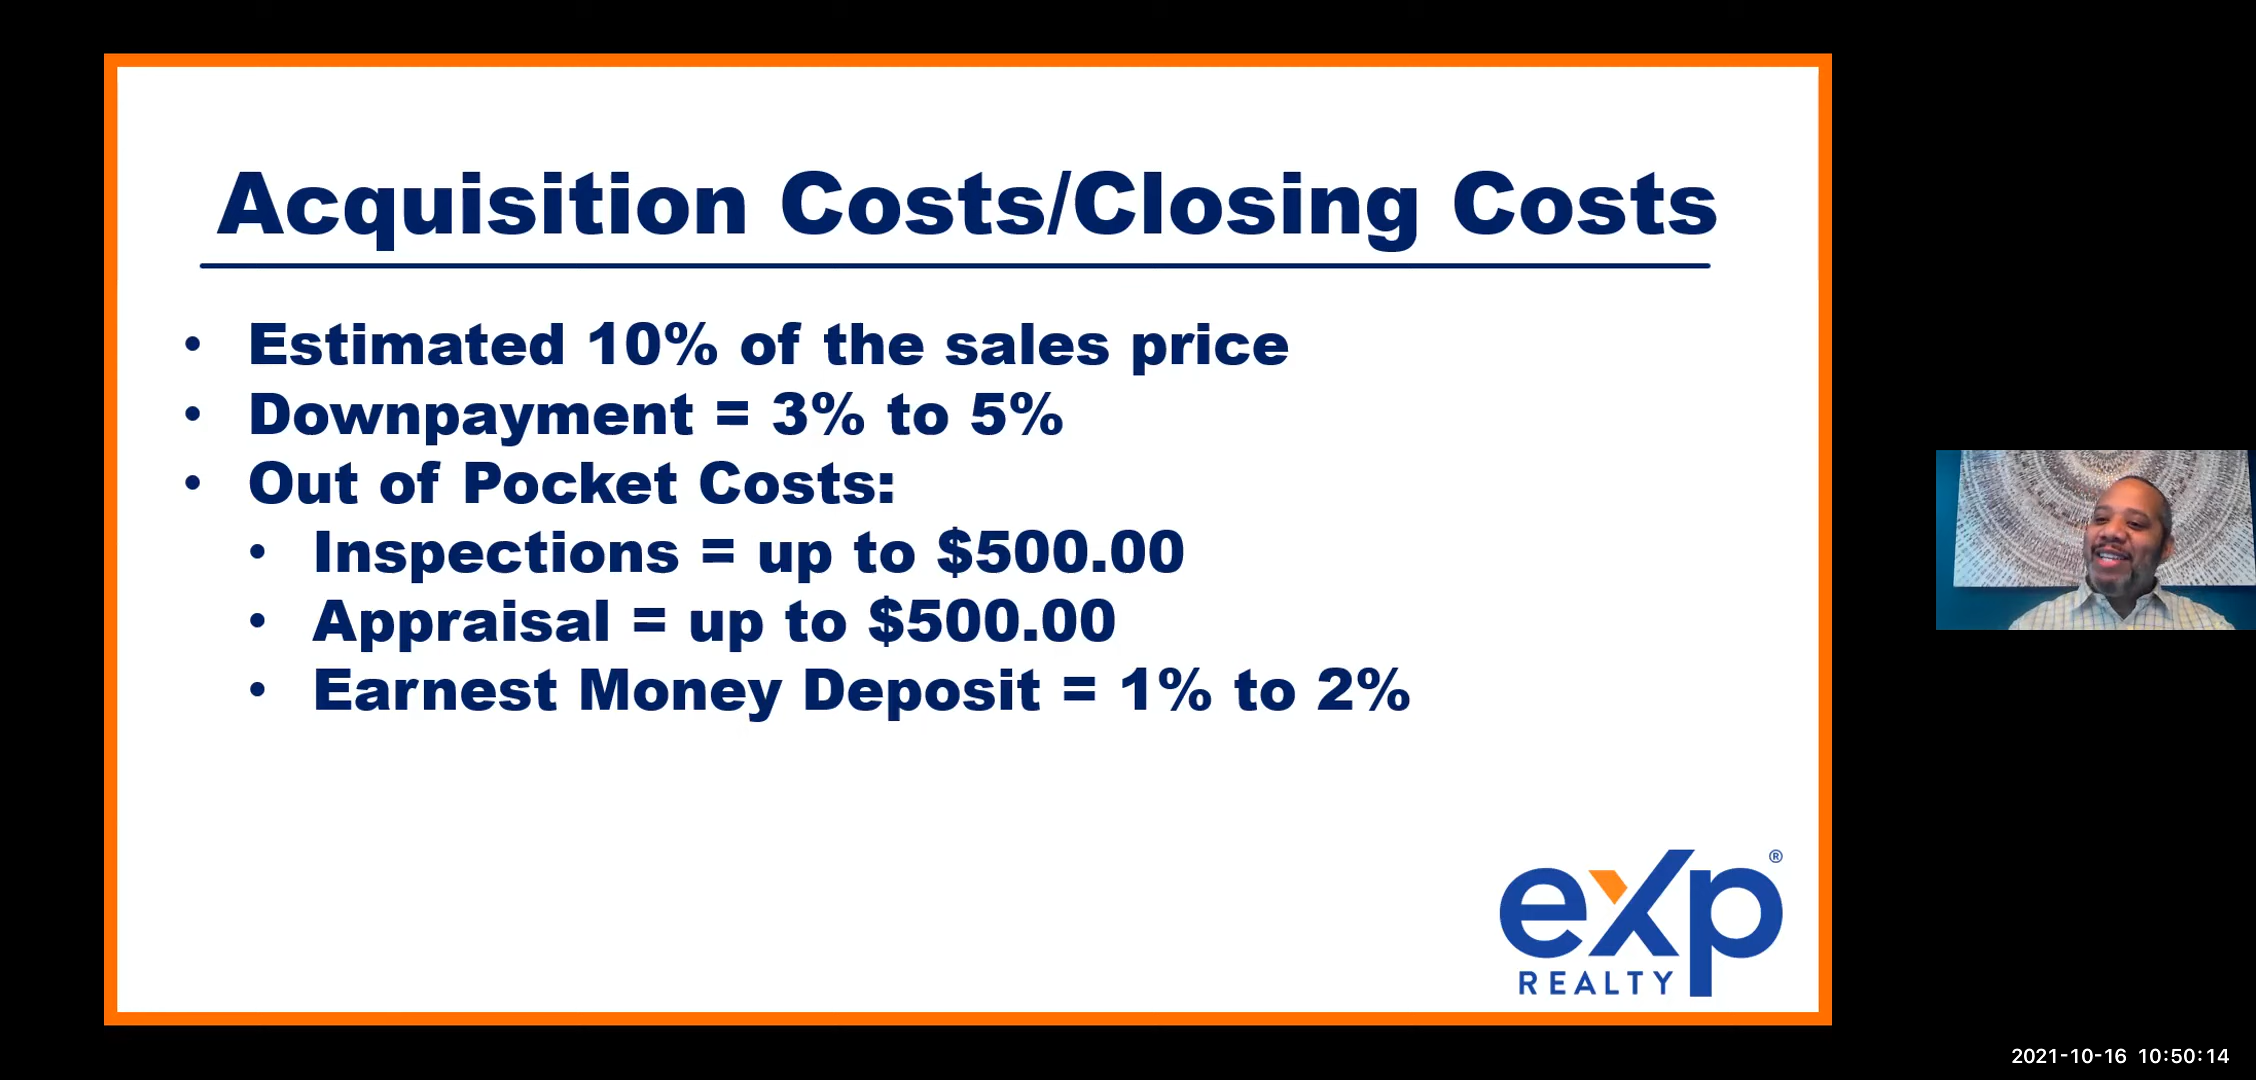 Acquisition Costs/Closing Costs
• Estimated 10% of the sales price
• Downpayment = 3% to 5%
• Out of Pocket Costs:
• Inspections = up to $500.00
• Appraisal = up to $500.00
• Earnest Money Deposit = 1% to 2%
eXp®
REALTY
2021-10-16 10:50:14